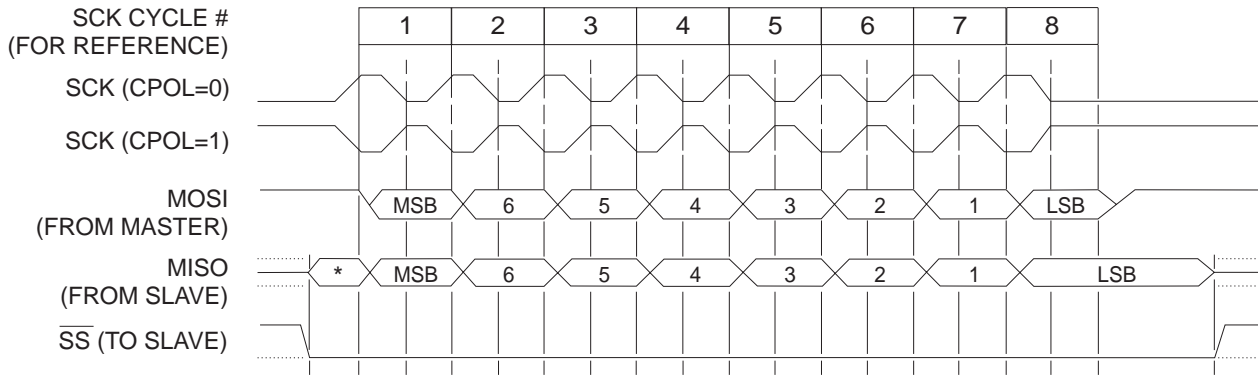 SCK CYCLE # 1 2 3 4 5 6 7 8
(FOR REFERENCE)
SCK (CPOL=0)
SCK (CPOL=1)
MOSI MSB 6 5 4 3 2 1 LSB
(FROM MASTER)
MISO * MSB 6 5 4 3 2 1 LSB
(FROM SLAVE)
SS (TO SLAVE)